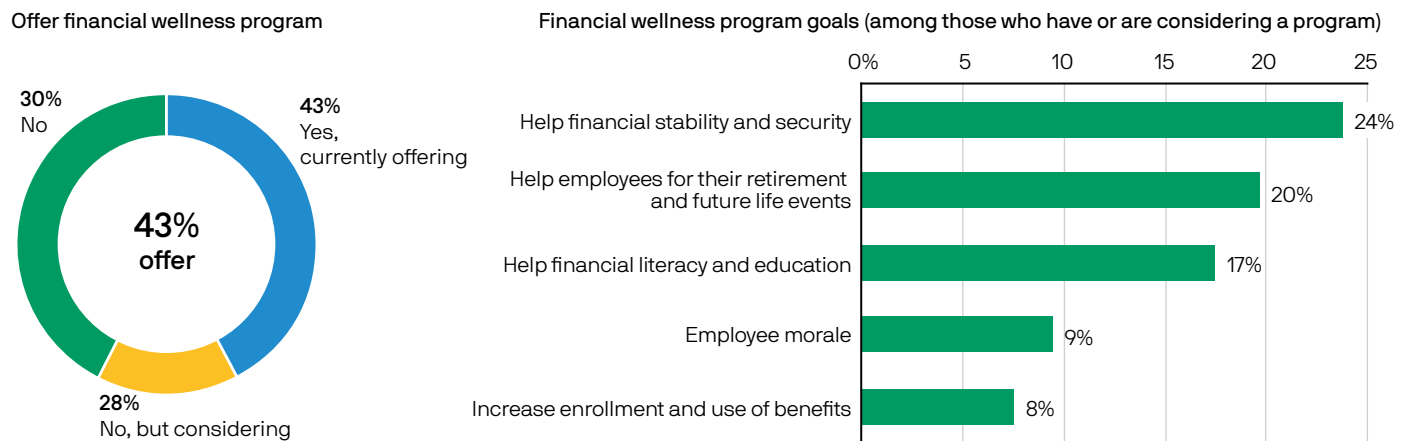 Offer financial wellness program
30%
No
43%
Yes,
currently offering
43%
offer
28%
No, but considering
Financial wellness program goals (among those who have or are considering a program)
0% 5 10 15 20 25
Help financial stability and security 24%
Help employees for their retirement
and future life events 20%
Help financial literacy and education 17%
Employee morale 9%
Increase enrollment and use of benefits 8%